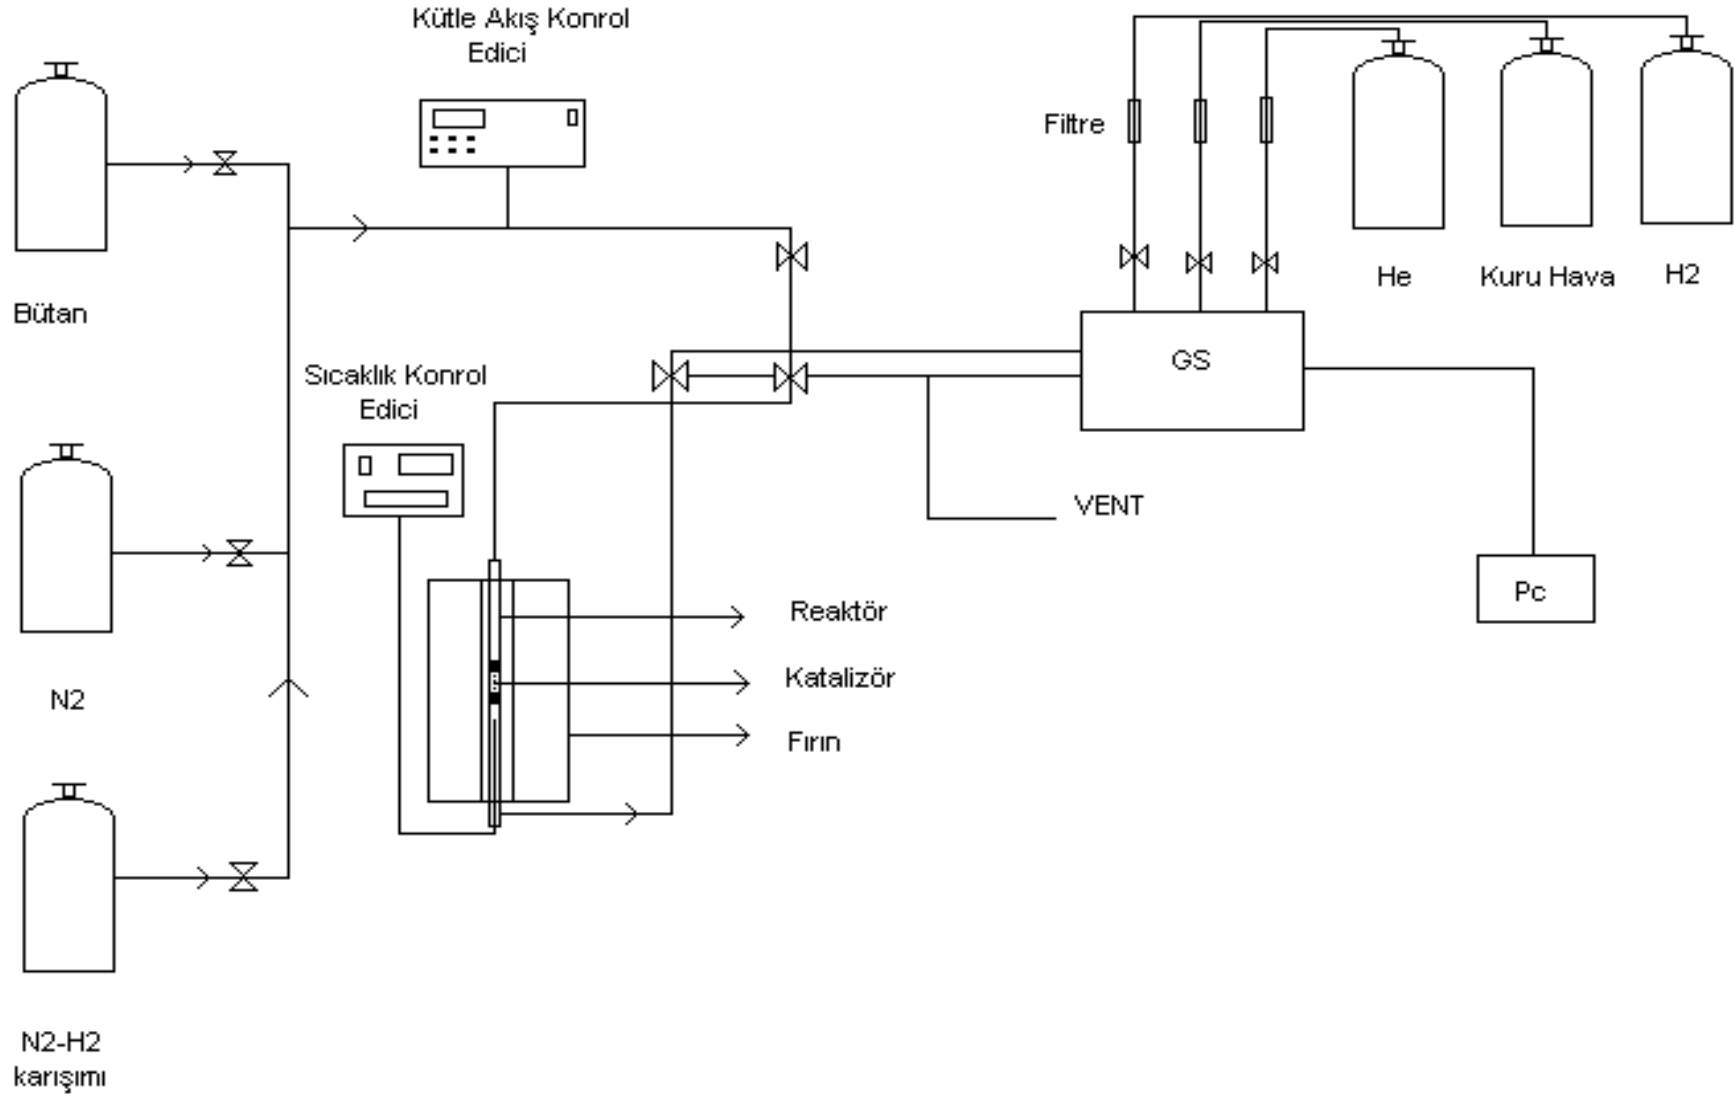 Kütle Akış Konrol
Edici
Filtre
He
Kuru Hava
H2
Bütan
GS
Sıcaklık Konrol
Edici
VENT
Pc
Reaktör
Katalizör
Fırın
N2
N2-H2
karışımı